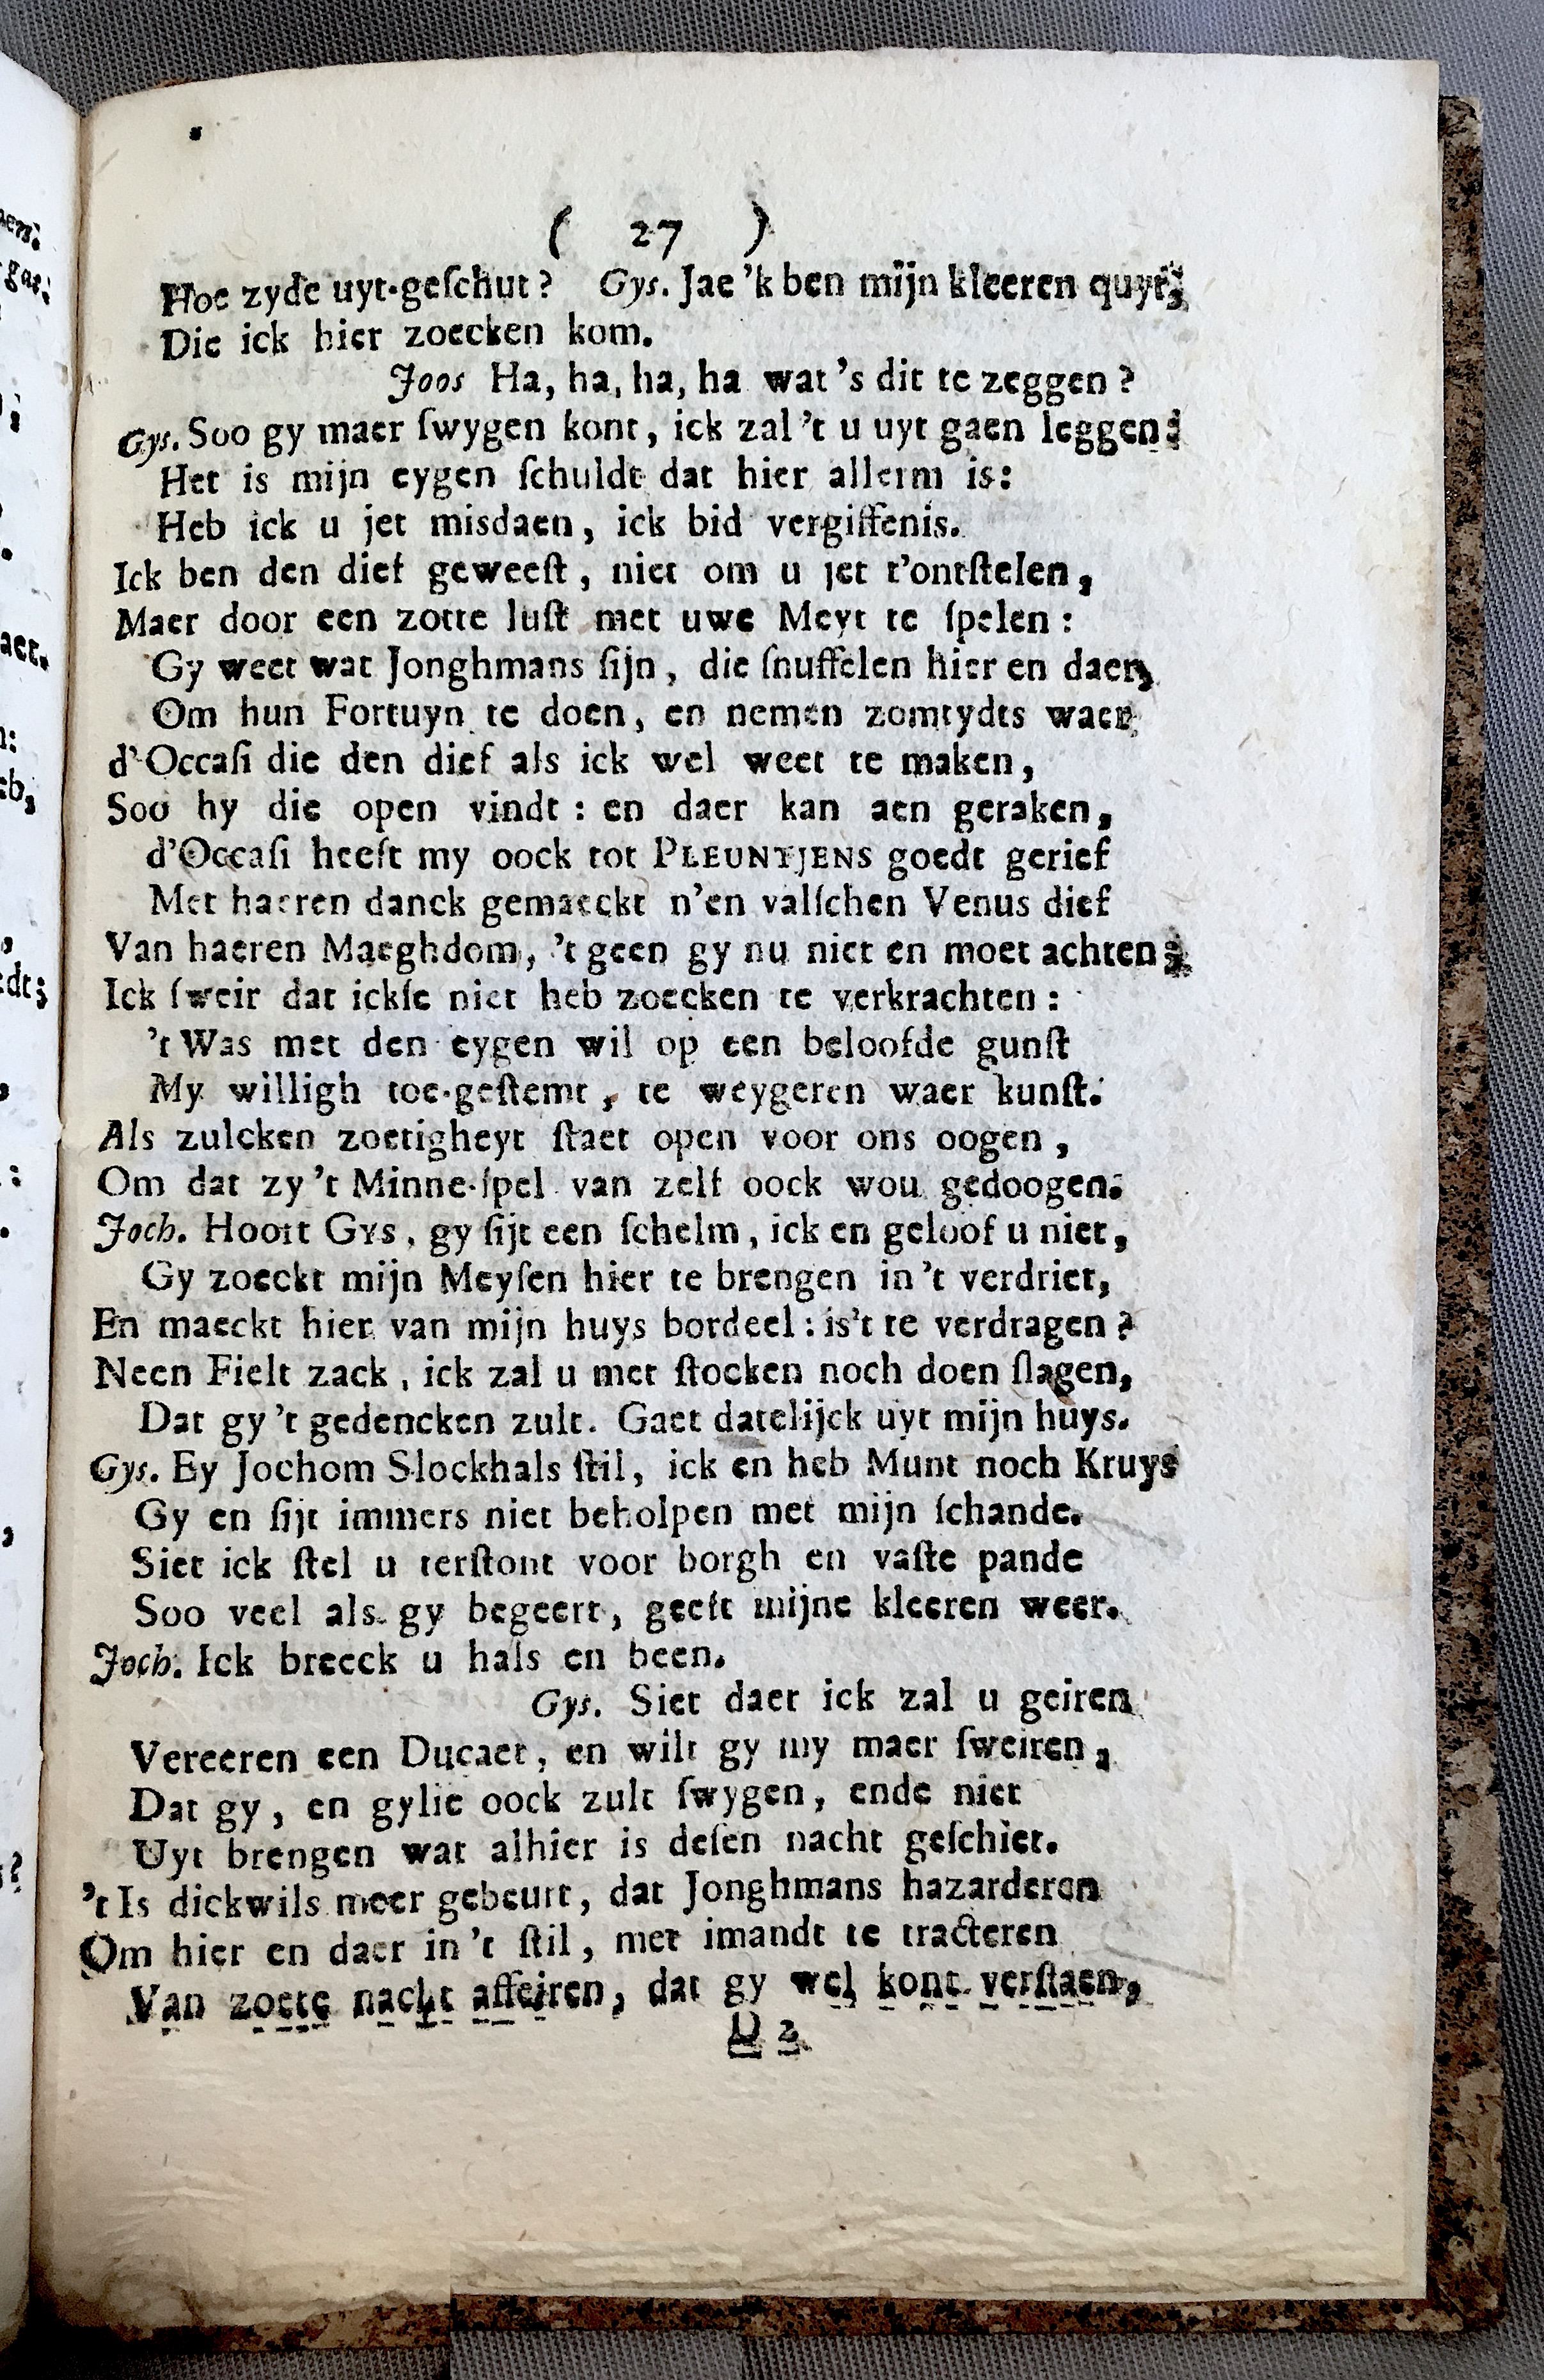 ( 27 )
Hoe zyde uyt-geſchut? Gys. Jae 'k ben mijn kleeren quyt;
Die ick hier zoecken kom.
Joos Ha, ha, ha, ha wat 's dit te zeggen?
Gys. Soo gy maer ſwygen kont, ick zal 't u uyt gaen leggen:
Het is mijn eygen ſchuldt dat hier allerm is:
Heb ick u jet misdaen, ick bid vergiffenis.
Ick ben den dief geweeſt, niet om u jet t'ontſtelen,
Maer door een zotte luſt met uwe Meyt te ſpelen:
Gy weet wat Jonghmans ſijn, die ſnuffelen hier en daer,
Om hun Fortuyn te doen, en nemen zomtydts waer
d'Occaſi die den dief als ick wel weet te maken,
Soo hy die open vindt: en daer kan aen geraken,
d'Occaſi heeft my oock tot PLEUNTJENS goedt gerief
Met haeren danck gemaeckt n'en valſchen Venus dief
Van haeren Maeghdom, 't geen gy nu niet en moet achten;
Ick ſweir dat ickſe niet heb zoecken te verkrachten:
't Was met den eygen wil op een beloofde gunſt
My willigh toe-geſtemt, te weygeren waer kunſt.
Als zulcken zoetigheyt ſtaet open voor ons oogen,
Om dat zy 't Minne-ſpel van zelf oock wou gedoogen.
Joch. Hoort GYS, gy ſijt een ſchelm, ick en geloof u niet,
Gy zoeckt mijn Meyſen hier te brengen in 't verdriet,
En maeckt hier van mijn huys bordeel: is't te verdragen?
Neen Fielt zack, ick zal u met ſtocken noch doen ſlagen,
Dat gy 't gedencken zult. Gaet datelijck uyt mijn huys.
Gys. Ey Jochom Slockhals ſtil, ick en heb Munt noch Kruys
Gy en ſijt immers niet beholpen met mijn ſchande.
Siet ick ſtel u terſtont voor borgh en vaſte pande
Soo veel als gy begeert, geeft mijne kleeren weer.
Joch. Ick breeck u hals en been.
Gys. Siet daer ick zal u geiren
Vereeren een Ducaet, en wilt gy my maer ſweiren,
Dat gy, en gylie oock zult ſwygen, ende niet
Uyt brengen wat alhier is deſen nacht geſchiet.
't Is dickwils meer gebeurt, dat Jonghmans hazarderen
Om hier en daer in 't ſtil, met imandt te tracteren
Van zoete nacht affeiren, dat gy wel kont verſtaen,
D 2